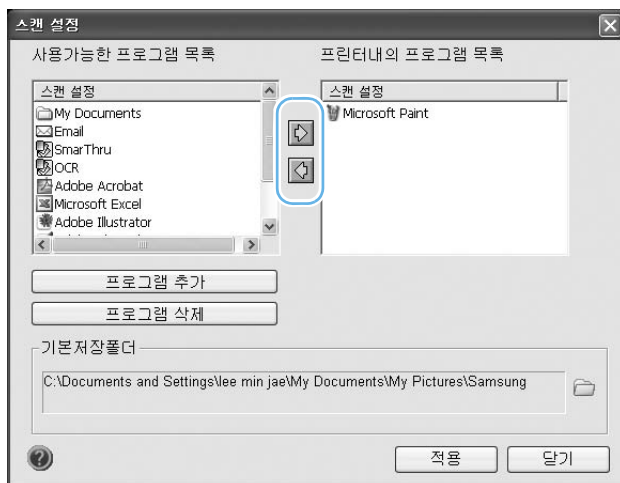 스캔 설정
사용가능한 프로그램 목록
프린터내의 프로그램 목록
스캔 설정
My Documents
Email
SmarThru
OCR
Adobe Acrobat
Microsoft Excel
Adobe Illustrator
스캔 설정
Microsoft Paint
프로그램 추가
프로그램 삭제
기본저장폴더
C:\Documents and Settings\lee min jae\My Documents\My Pictures\Samsung
적용
닫기